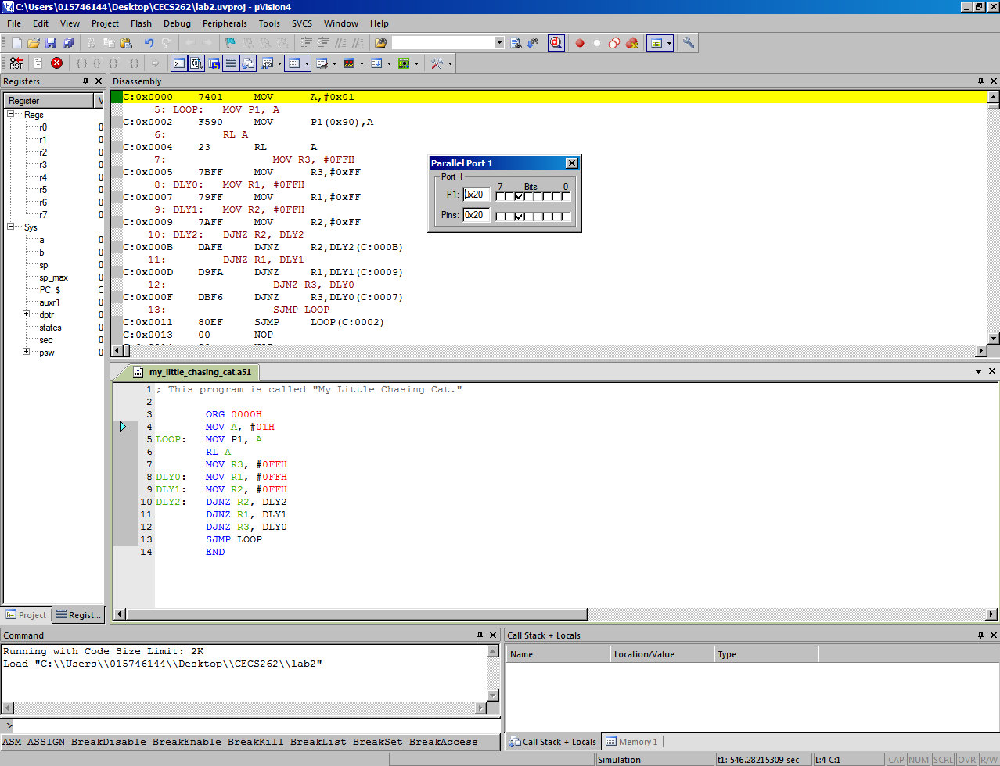 C:\Users\015746144\Desktop\CECS262\lab2.uvproj - µVision4
File Edit View Project Flash Debug Peripherals Tools SVCS Window Help
RST
Registers
Register V
Regs
r0 0
r1 0
r2 0
r3 0
r4 0
r5 0
r6 0
r7 0
Sys
a 0
b 0
sp 0
sp_max 0
PC $ C
auxr1 0
dptr 0
states 0
sec 0
psw 0
Project Regist...
Disassembly
C:0x0000 7401 MOV A,#0x01
5: LOOP: MOV P1, A
C:0x0002 F590 MOV P1(0x90),A
6: RL A
C:0x0004 23 RL A
7: MOV R3, #0FFH
C:0x0005 7BFF MOV R3,#0xFF
8: DLY0: MOV R1, #0FFH
C:0x0007 79FF MOV R1,#0xFF
9: DLY1: MOV R2, #0FFH
C:0x0009 7AFF MOV R2,#0xFF
10: DLY2: DJNZ R2, DLY2
C:0x000B DAFE DJNZ R2,DLY2(C:000B)
11: DJNZ R1, DLY1
C:0x000D D9FA DJNZ R1,DLY1(C:0009)
12: DJNZ R3, DLY0
C:0x000F DBF6 DJNZ R3,DLY0(C:0007)
13: SJMP LOOP
C:0x0011 80EF SJMP LOOP(C:0002)
C:0x0013 00 NOP
Parallel Port 1
Port 1
7 Bits 0
P1: 0x20
Pins: 0x20
my_little_chasing_cat.a51
1 ; This program is called "My Little Chasing Cat."
2
3 ORG 0000H
4 MOV A, #01H
5 LOOP: MOV P1, A
6 RL A
7 MOV R3, #0FFH
8 DLY0: MOV R1, #0FFH
9 DLY1: MOV R2, #0FFH
10 DLY2: DJNZ R2, DLY2
11 DJNZ R1, DLY1
12 DJNZ R3, DLY0
13 SJMP LOOP
14 END
Command
Running with Code Size Limit: 2K
Load "C:\\Users\\015746144\\Desktop\\CECS262\\lab2"
>
ASM ASSIGN BreakDisable BreakEnable BreakKill BreakList BreakSet BreakAccess
Call Stack + Locals
Name Location/Value Type
Call Stack + Locals Memory 1
Simulation t1: 546.28215309 sec L:4 C:1 CAP NUM SCRL OVR R/W